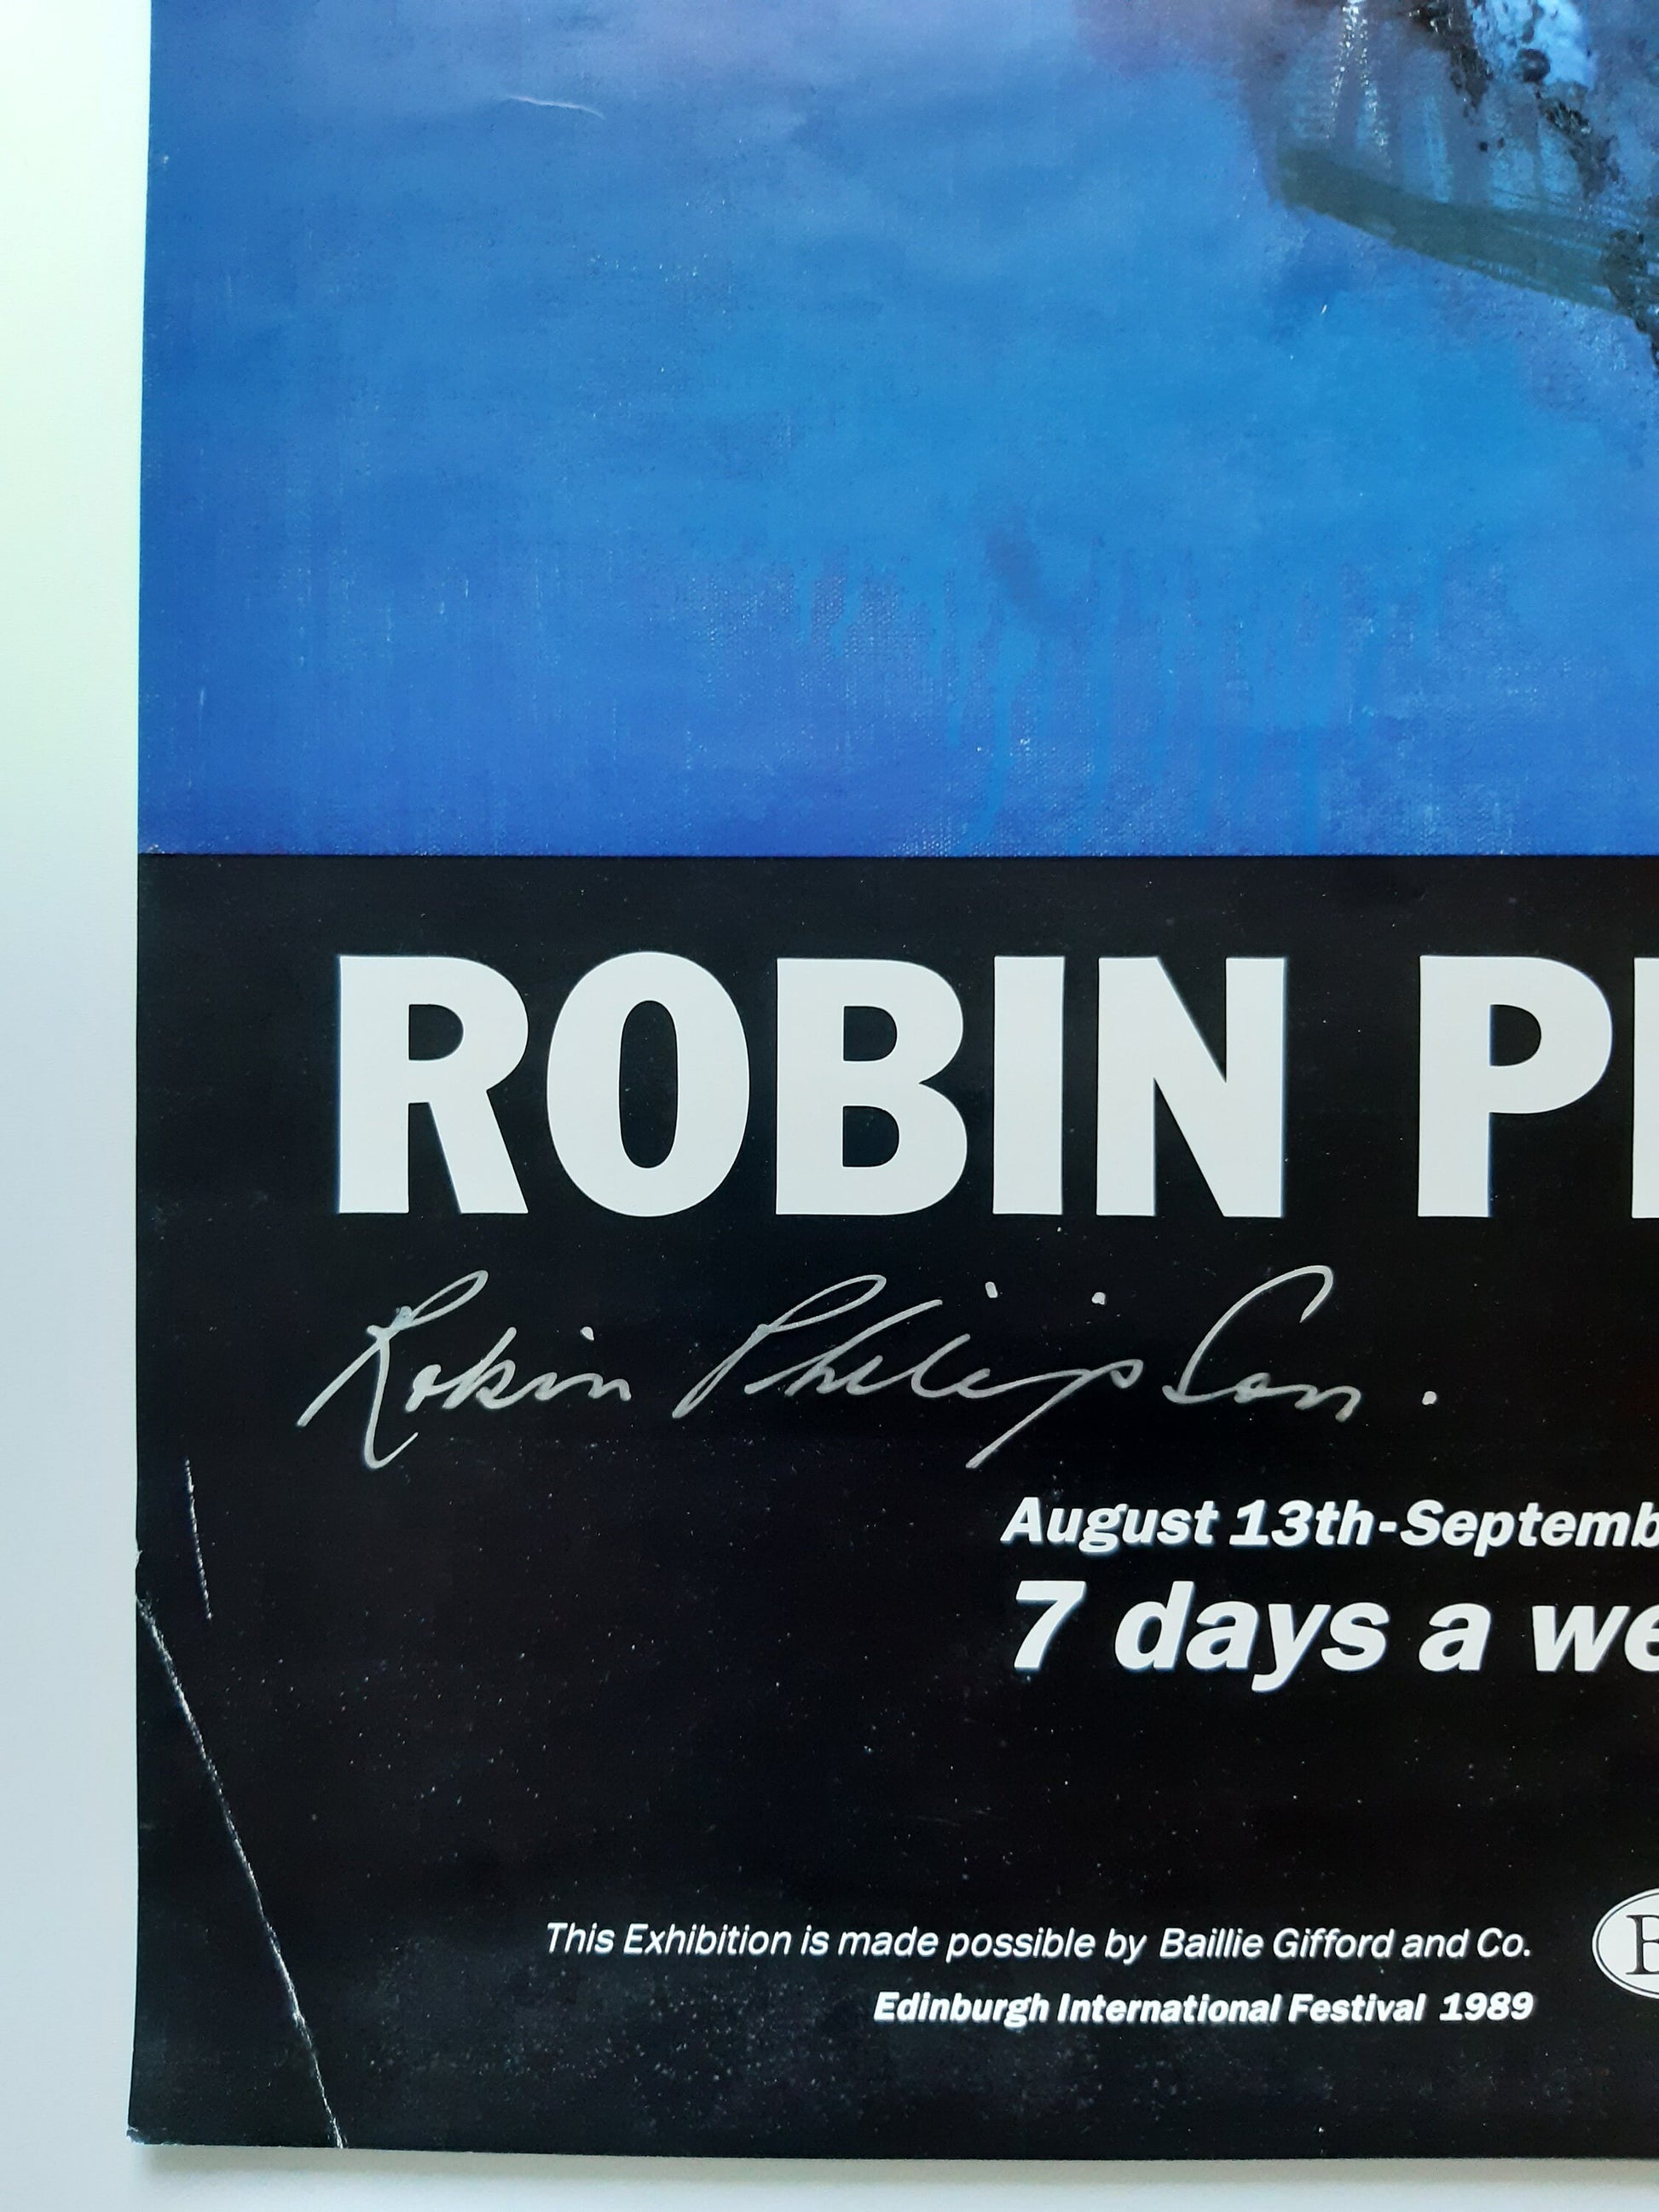 ROBIN P
Robin Philipson.
August 13th-Septemb
7 days a we
This Exhibition is made possible by Baillie Gifford and Co.
Edinburgh International Festival 1989